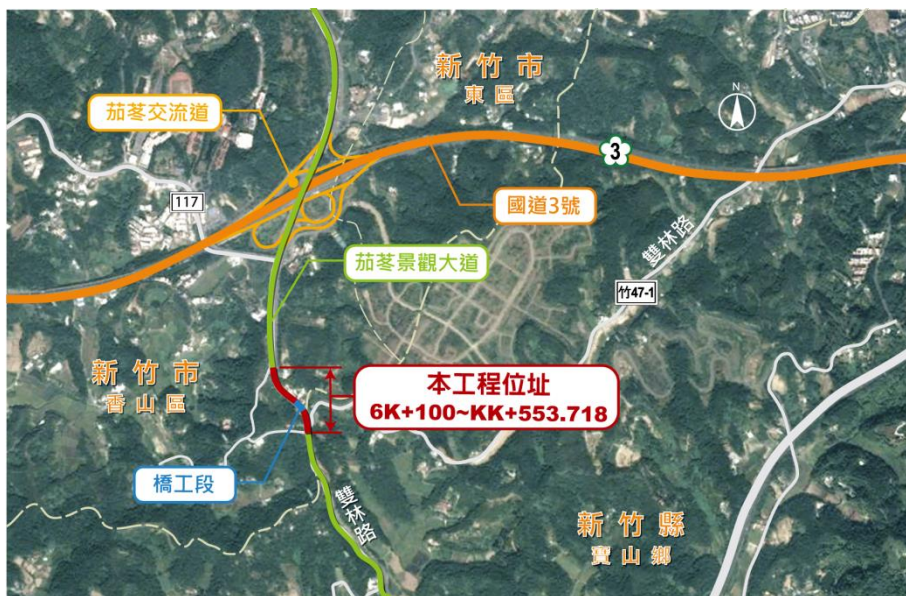 新竹市
東區
N
茄苳交流道
3
117
國道3號
雙林路
茄苳景觀大道
竹47-1
新竹市
香山區
本工程位址
6K+100~KK+553.718
橋工段
雙林路
新竹縣
寶山鄉